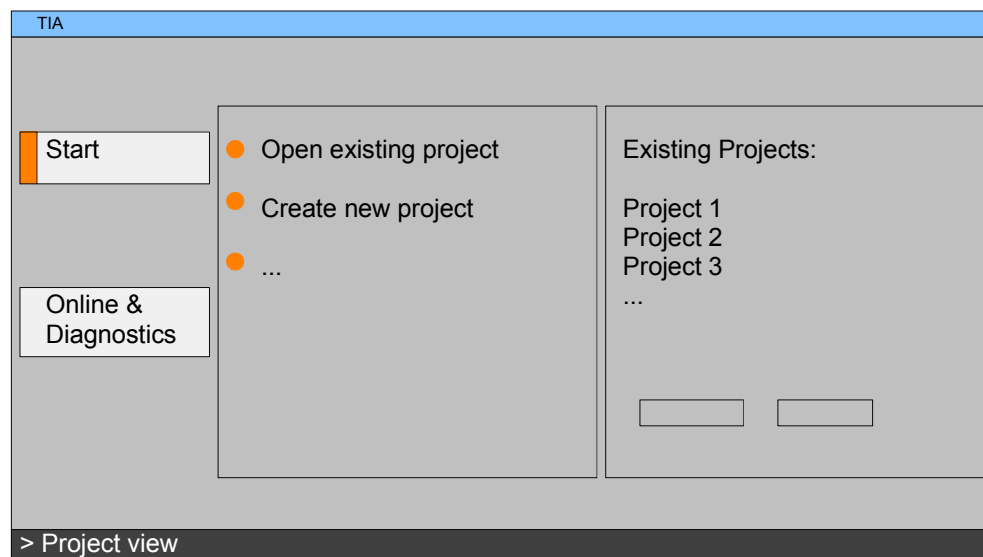 TIA
Start
Online &
Diagnostics
Open existing project
Create new project
...
Existing Projects:
Project 1
Project 2
Project 3
...
> Project view